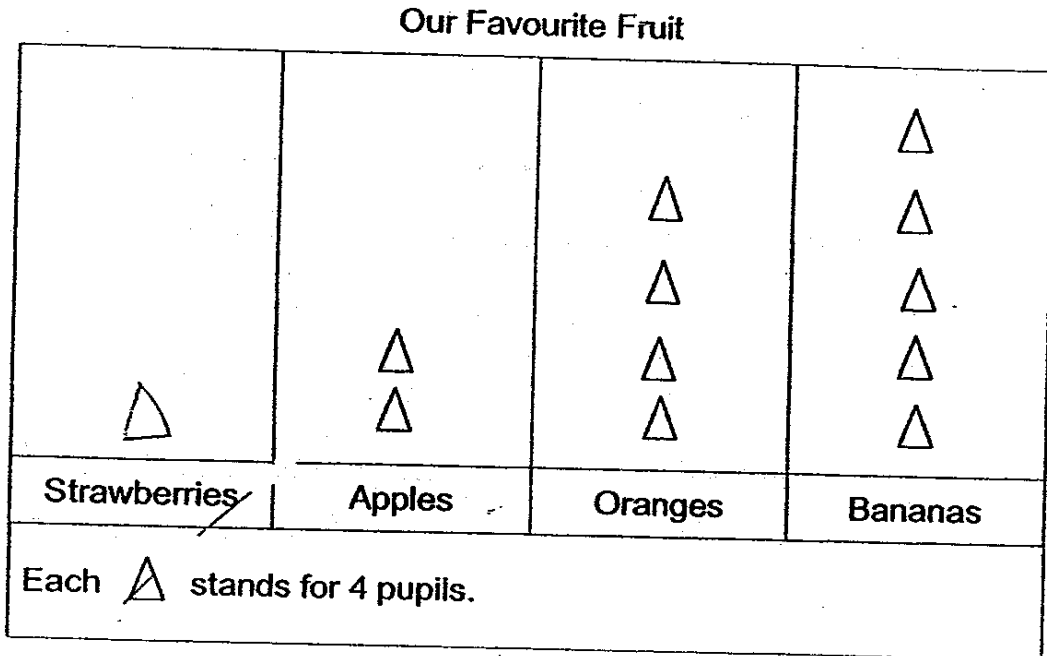 Our Favourite Fruit
Strawberries Apples Oranges Bananas
Each △ stands for 4 pupils.